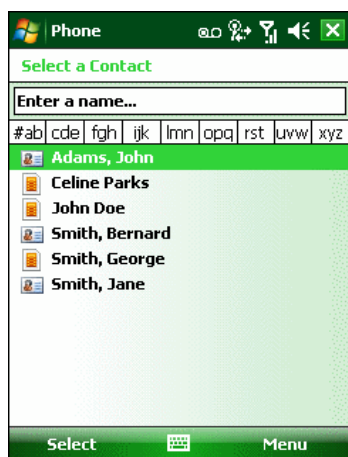 Phone
Select a Contact
Enter a name...
#ab cde fgh ijk lmn opq rst uvw xyz
Adams, John
Celine Parks
John Doe
Smith, Bernard
Smith, George
Smith, Jane
Select Menu